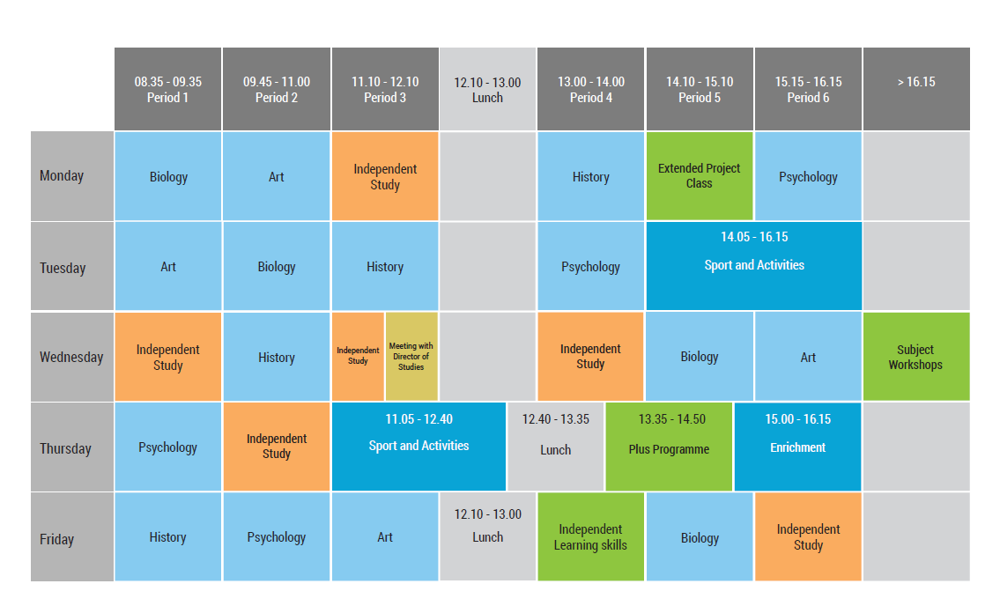 08.35 - 09.35
Period 1
09.45 - 11.00
Period 2
11.10 - 12.10
Period 3
12.10 - 13.00
Lunch
13.00 - 14.00
Period 4
14.10 - 15.10
Period 5
15.15 - 16.15
Period 6
> 16.15
Monday
Biology
Art
Independent
Study
History
Extended Project
Class
Psychology
Tuesday
Art
Biology
History
Psychology
14.05 - 16.15
Sport and Activities
Wednesday
Independent
Study
History
Independent
Study
Meeting with
Director of
Studies
Independent
Study
Biology
Art
Subject
Workshops
Thursday
Psychology
Independent
Study
11.05 - 12.40
Sport and Activities
12.40 - 13.35
Lunch
13.35 - 14.50
Plus Programme
15.00 - 16.15
Enrichment
Friday
History
Psychology
Art
12.10 - 13.00
Lunch
Independent
Learning skills
Biology
Independent
Study